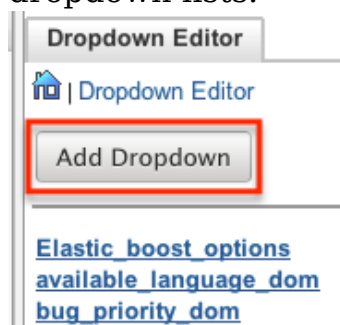 dropdown lists.
Dropdown Editor
| Dropdown Editor
Add Dropdown
Elastic_boost_options
available_language_dom
bug_priority_dom